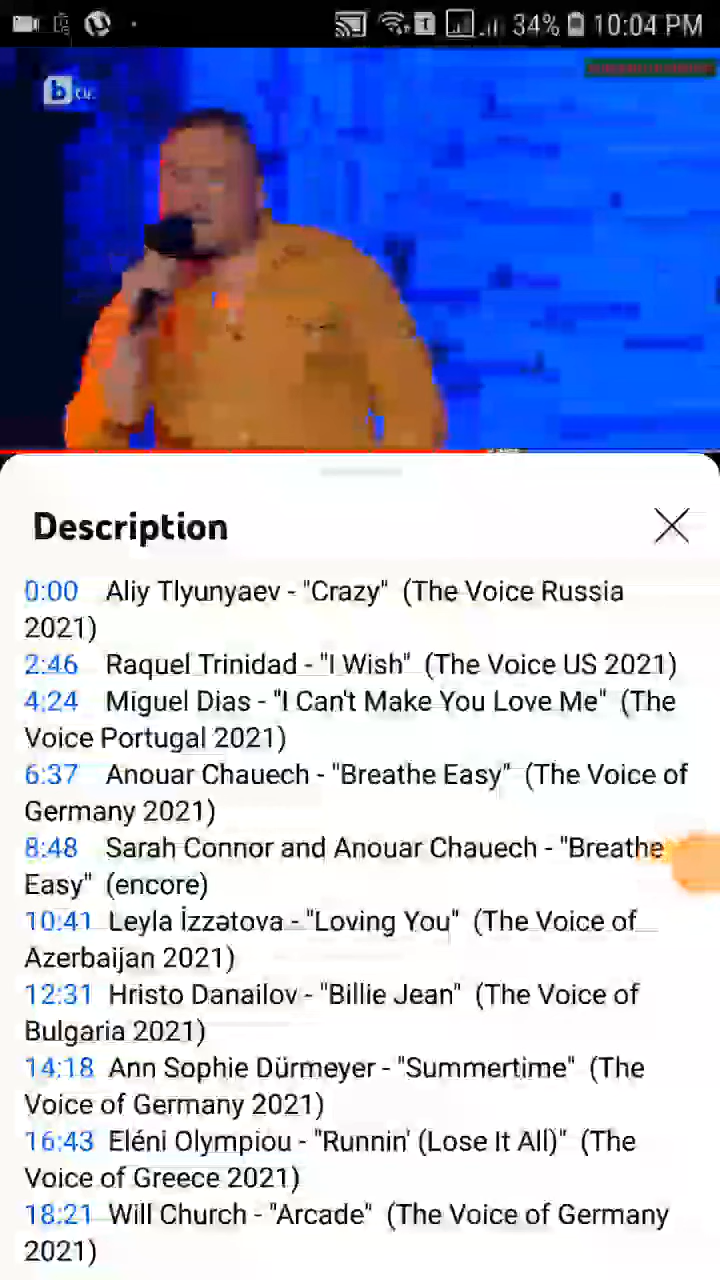 34% 10:04 PM
b tv
Description
0:00 Aliy Tlyunyaev - "Crazy" (The Voice Russia
2021)
2:46 Raquel Trinidad - "I Wish" (The Voice US 2021)
4:24 Miguel Dias - "I Can't Make You Love Me" (The
Voice Portugal 2021)
6:37 Anouar Chauech - "Breathe Easy" (The Voice of
Germany 2021)
8:48 Sarah Connor and Anouar Chauech - "Breathe
Easy" (encore)
10:41 Leyla İzzətova - "Loving You" (The Voice of
Azerbaijan 2021)
12:31 Hristo Danailov - "Billie Jean" (The Voice of
Bulgaria 2021)
14:18 Ann Sophie Dürmeyer - "Summertime" (The
Voice of Germany 2021)
16:43 Eléni Olympiou - "Runnin' (Lose It All)" (The
Voice of Greece 2021)
18:21 Will Church - "Arcade" (The Voice of Germany
2021)